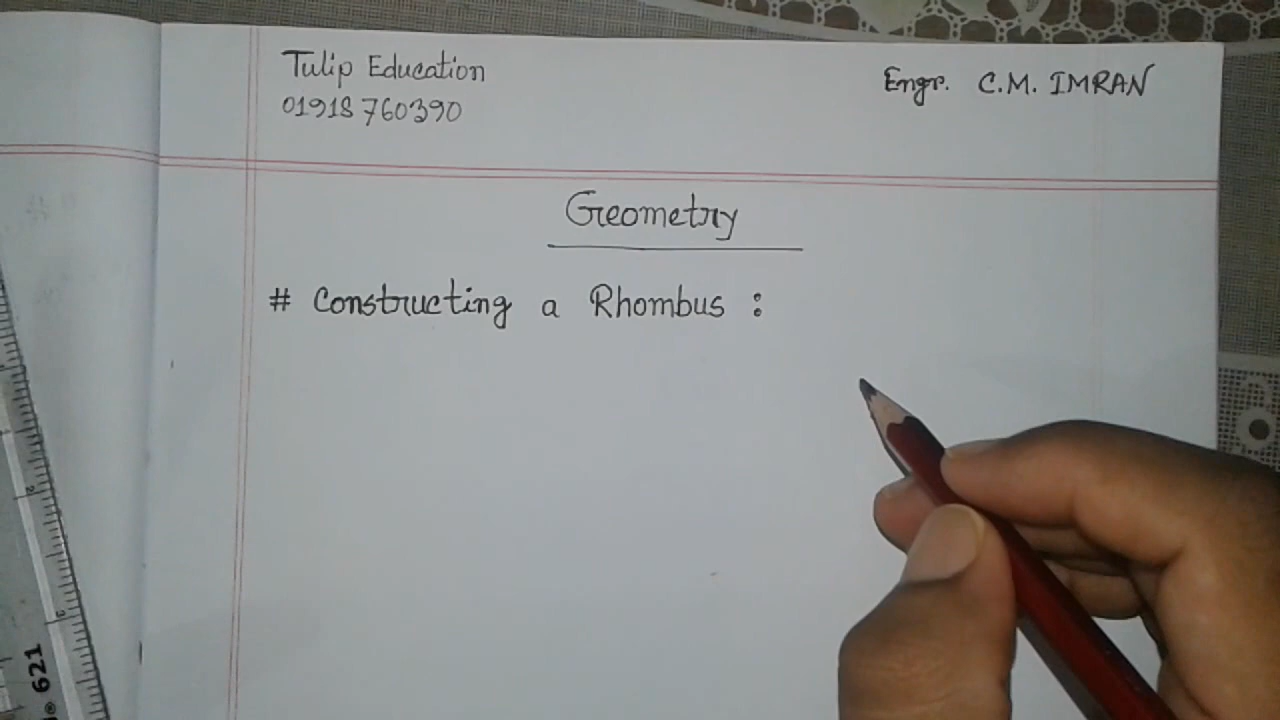 Tulip Education
01918 760390
Engr. C.M. IMRAN
Geometry
# Constructing a Rhombus :
621